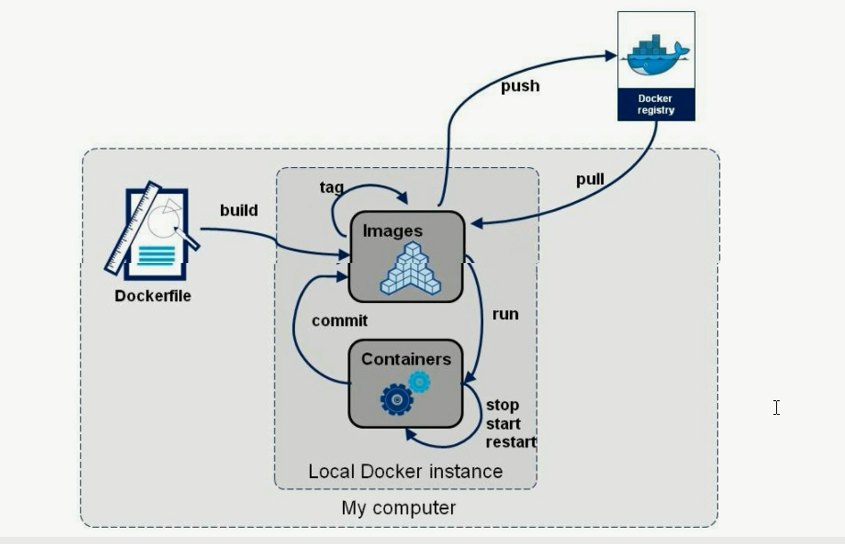 push
Docker
registry
pull
tag
build
Images
Dockerfile
commit
run
Containers
stop
start
restart
Local Docker instance
My computer